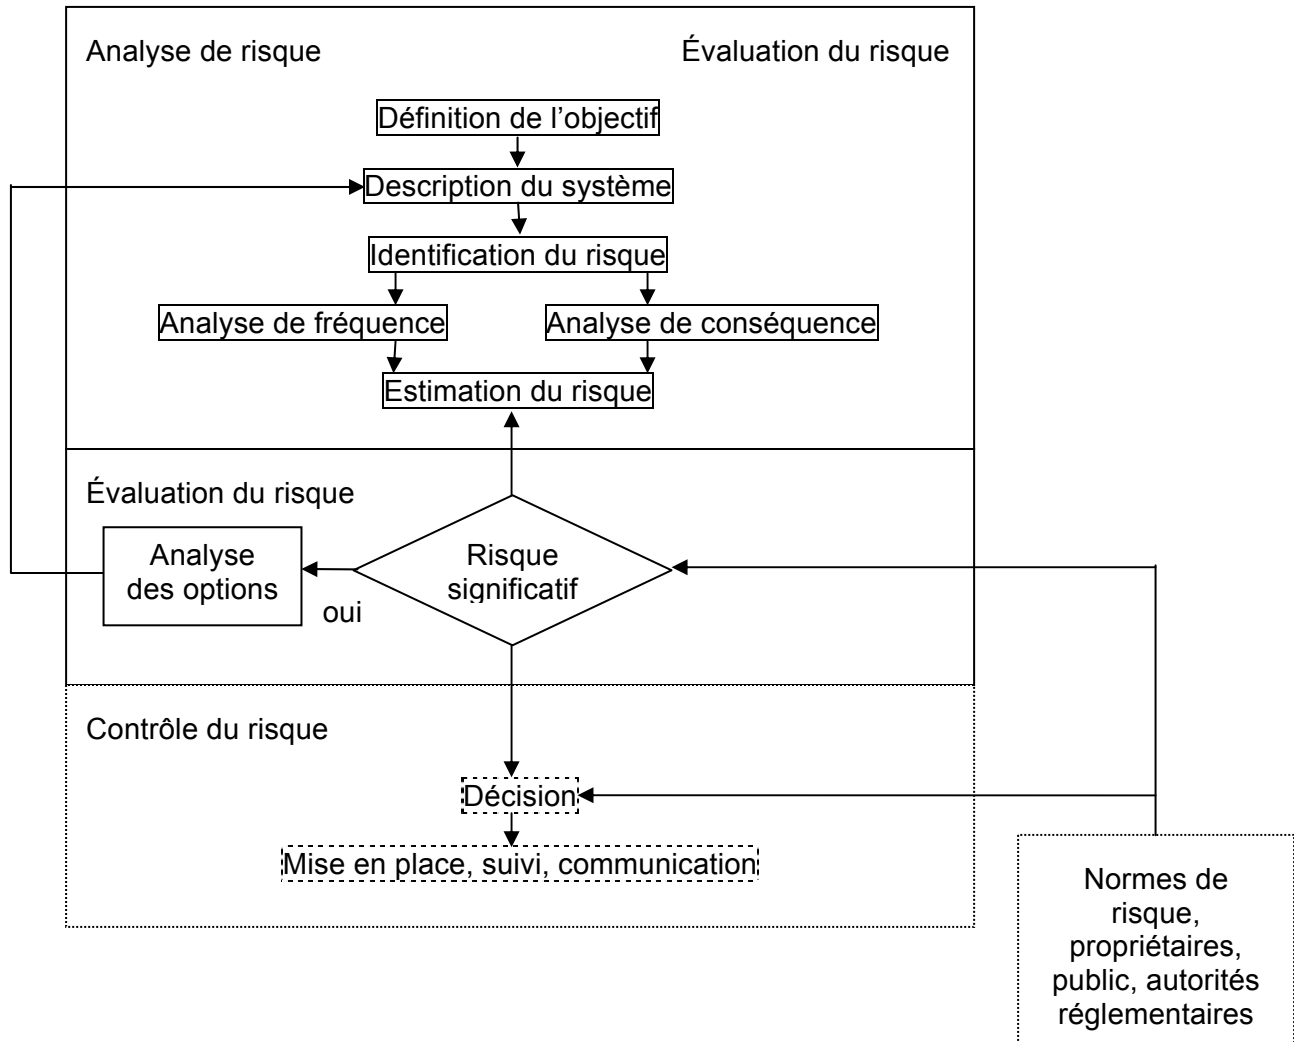 Analyse de risque
Évaluation du risque
Définition de l’objectif
Description du système
Identification du risque
Analyse de fréquence
Analyse de conséquence
Estimation du risque
Évaluation du risque
Analyse
des options
oui
Risque
significatif
Contrôle du risque
Décision
Mise en place, suivi, communication
Normes de
risque,
propriétaires,
public, autorités
réglementaires